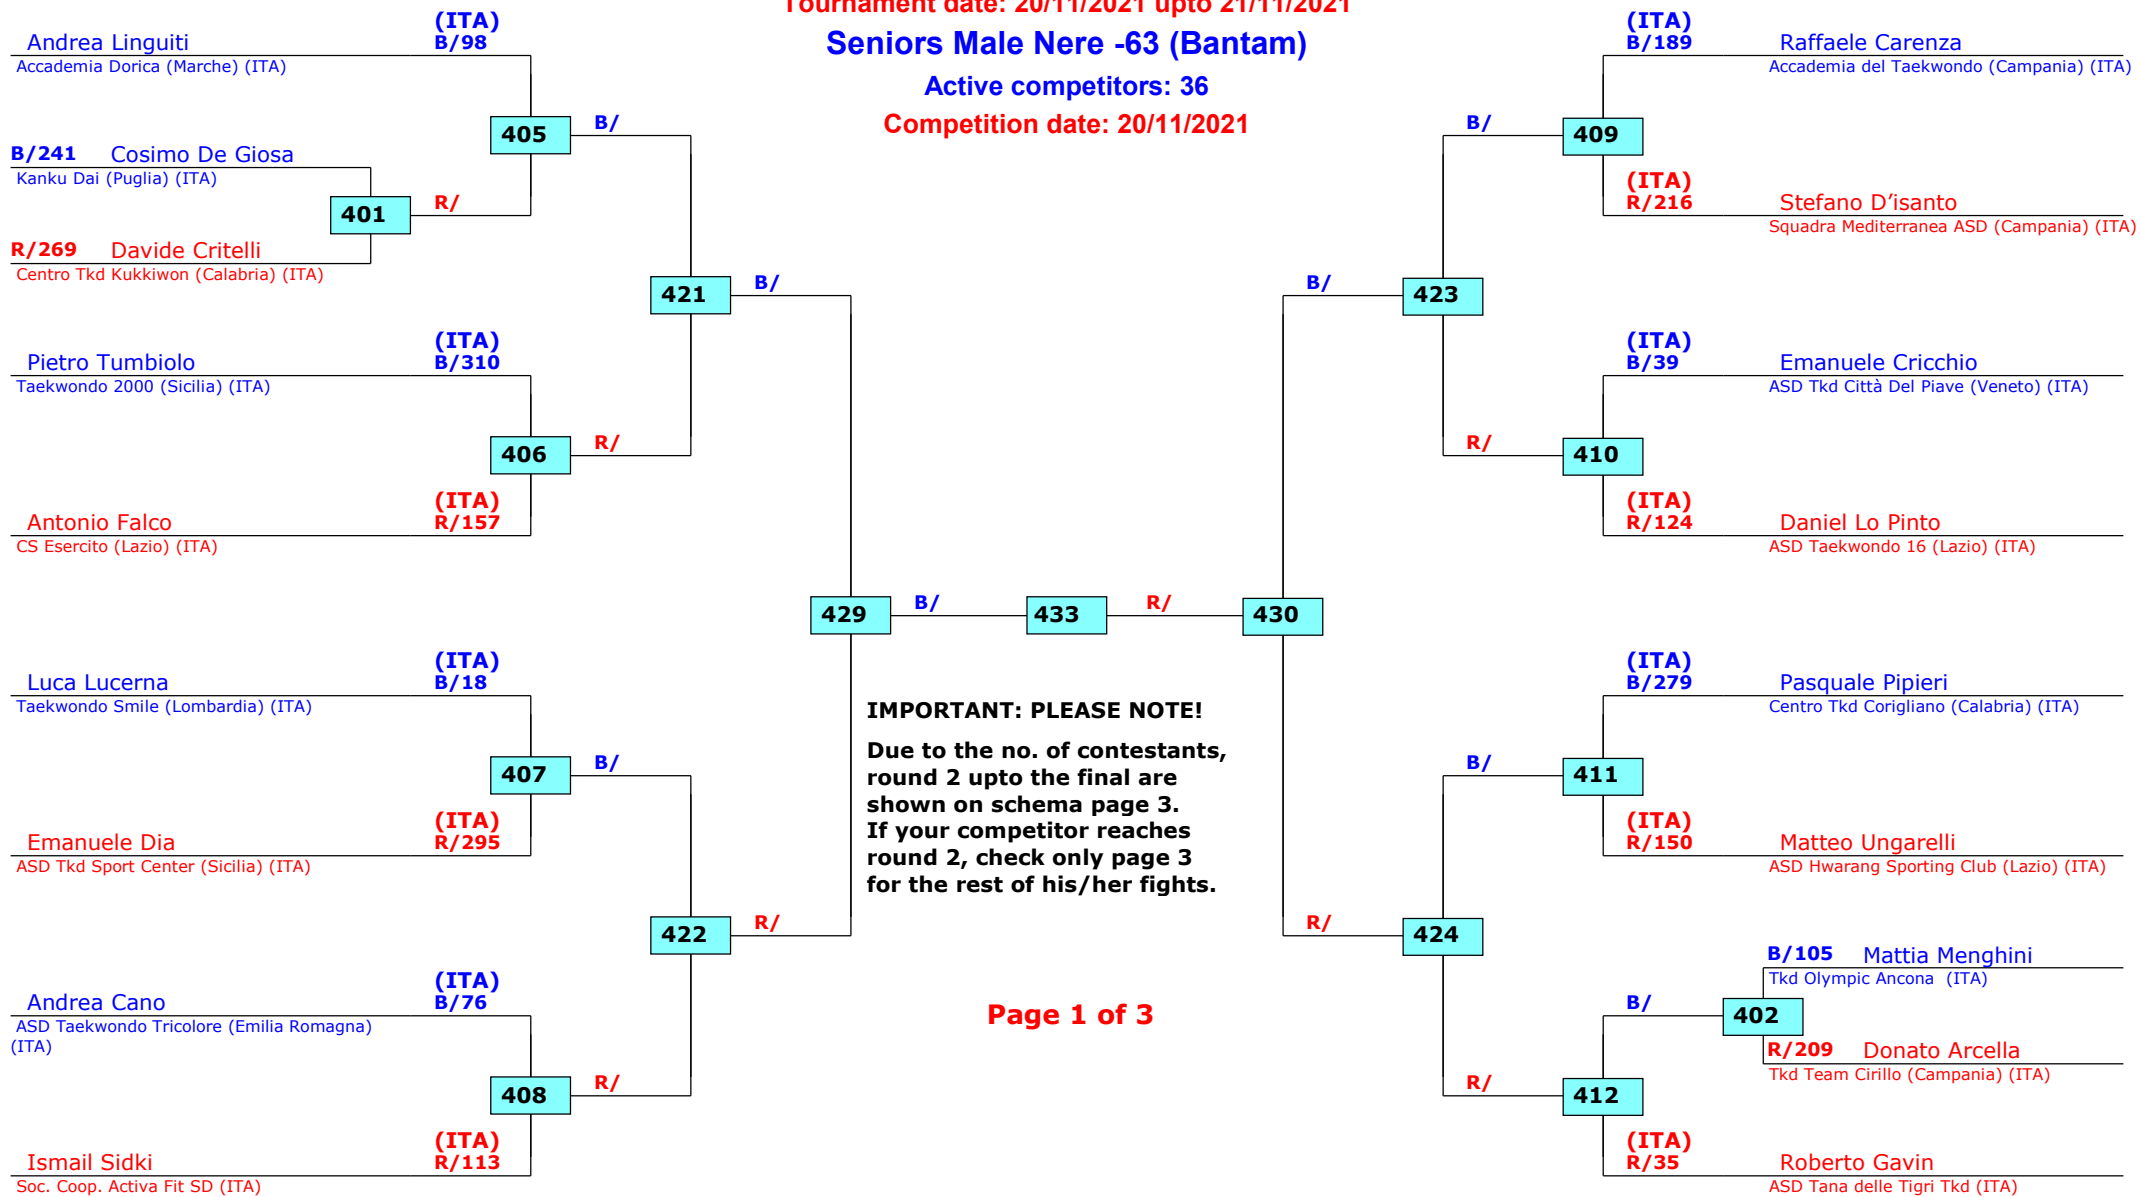 Tournament date: 20/11/2021 upto 21/11/2021
Seniors Male Nere -63 (Bantam)
Active competitors: 36
Competition date: 20/11/2021
(ITA)
Andrea Linguiti B/98
Accademia Dorica (Marche) (ITA)
405 B/
B/241 Cosimo De Giosa
Kanku Dai (Puglia) (ITA)
401 R/
R/269 Davide Critelli
Centro Tkd Kukkiwon (Calabria) (ITA)
421 B/
(ITA)
Pietro Tumbiolo B/310
Taekwondo 2000 (Sicilia) (ITA)
406 R/
(ITA)
Antonio Falco R/157
CS Esercito (Lazio) (ITA)
429 B/ 433 R/ 430
(ITA)
Luca Lucerna B/18
Taekwondo Smile (Lombardia) (ITA)
407 B/
(ITA)
Emanuele Dia R/295
ASD Tkd Sport Center (Sicilia) (ITA)
422 R/
(ITA)
Andrea Cano B/76
ASD Taekwondo Tricolore (Emilia Romagna)
(ITA)
408 R/
(ITA)
Ismail Sidki R/113
Soc. Coop. Activa Fit SD (ITA)
IMPORTANT: PLEASE NOTE!
Due to the no. of contestants,
round 2 upto the final are
shown on schema page 3.
If your competitor reaches
round 2, check only page 3
for the rest of his/her fights.
Page 1 of 3
(ITA)
B/189 Raffaele Carenza
Accademia del Taekwondo (Campania) (ITA)
B/ 409
(ITA)
R/216 Stefano D'isanto
Squadra Mediterranea ASD (Campania) (ITA)
B/ 423
(ITA)
B/39 Emanuele Cricchio
ASD Tkd Città Del Piave (Veneto) (ITA)
R/ 410
(ITA)
R/124 Daniel Lo Pinto
ASD Taekwondo 16 (Lazio) (ITA)
(ITA)
B/279 Pasquale Pipieri
Centro Tkd Corigliano (Calabria) (ITA)
B/ 411
(ITA)
R/150 Matteo Ungarelli
ASD Hwarang Sporting Club (Lazio) (ITA)
R/ 424
B/105 Mattia Menghini
Tkd Olympic Ancona (ITA)
B/ 402
R/209 Donato Arcella
Tkd Team Cirillo (Campania) (ITA)
R/ 412
(ITA)
R/35 Roberto Gavin
ASD Tana delle Tigri Tkd (ITA)